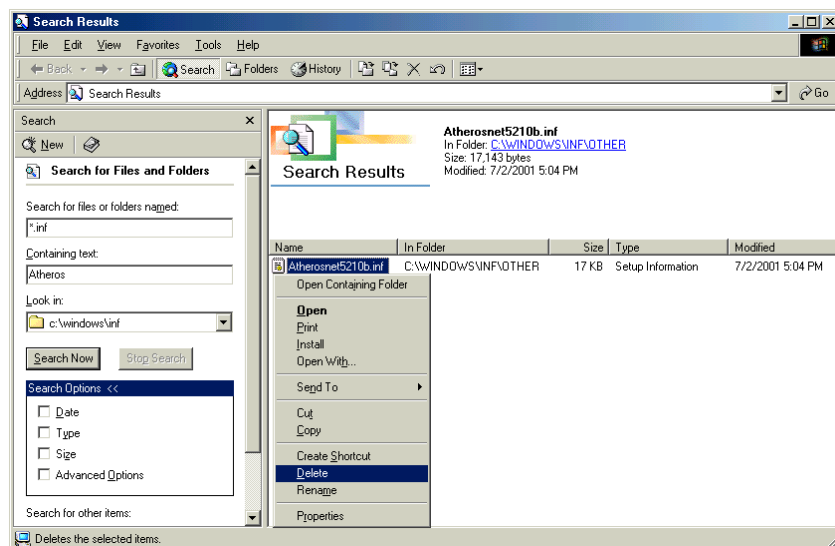 Search Results
File Edit View Favorites Tools Help
Back Search Folders History
Address Search Results Go
Search
New
Search for Files and Folders
Search for files or folders named:
*.inf
Containing text:
Atheros
Look in:
c:\windows\inf
Search Now Stop Search
Search Options <<
Date
Type
Size
Advanced Options
Search for other items:
Search Results
Atherosnet5210b.inf
In Folder: C:\WINDOWS\INF\OTHER
Size: 17,143 bytes
Modified: 7/2/2001 5:04 PM
Name In Folder Size Type Modified
Atherosnet5210b.inf C:\WINDOWS\INF\OTHER 17 KB Setup Information 7/2/2001 5:04 PM
Open Containing Folder
Open
Print
Install
Open With...
Send To
Cut
Copy
Create Shortcut
Delete
Rename
Properties
Deletes the selected items.